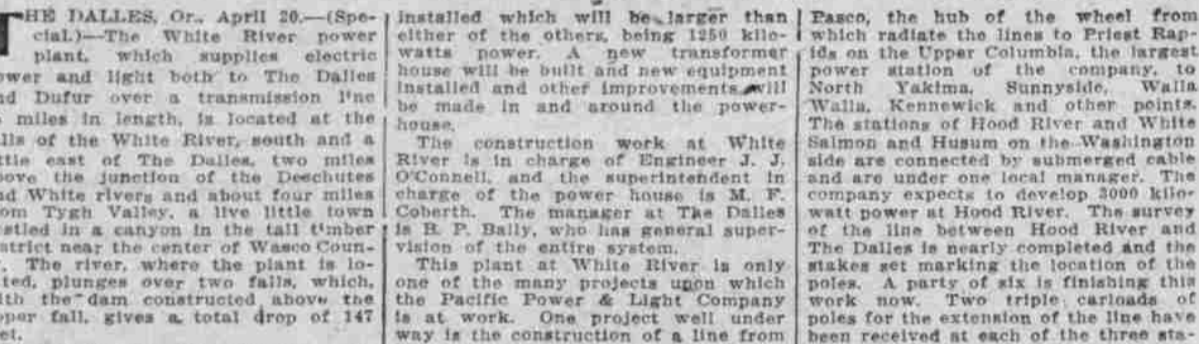 THE DALLES, Or., April 20.—(Spe-
cial.)—The White River power
plant, which supplies electric
ower and light both to The Dalles
nd Dufur over a transmission line
miles in length, is located at the
lls of the White River, south and a
ttle east of The Dalles, two miles
bove the junction of the Deschutes
nd White rivers and about four miles
om Tygh Valley, a live little town
stled in a canyon in the tall timber
strict near the center of Wasco Coun-
. The river, where the plant is lo-
ted, plunges over two falls, which,
ith the dam constructed above the
pper fall, gives a total drop of 147
et.
installed which will be larger than
either of the others, being 1250 kilo-
watts power. A new transformer
house will be built and new equipment
installed and other improvements will
be made in and around the power-
house.
The construction work at White
River is in charge of Engineer J. J.
O'Connell, and the superintendent in
charge of the power house is M. F.
Coberth. The manager at The Dalles
is B. P. Bally, who has general super-
vision of the entire system.
This plant at White River is only
one of the many projects upon which
the Pacific Power & Light Company
is at work. One project well under
way is the construction of a line from
Pasco, the hub of the wheel from
which radiate the lines to Priest Rap-
ids on the Upper Columbia, the largest
power station of the company, to
North Yakima, Sunnyside, Walla
Walla, Kennewick and other points.
The stations of Hood River and White
Salmon and Husum on the Washington
side are connected by submerged cable
and are under one local manager. The
company expects to develop 3000 kilo-
watt power at Hood River. The survey
of the line between Hood River and
The Dalles is nearly completed and the
stakes set marking the location of the
poles. A party of six is finishing this
work now. Two triple carloads of
poles for the extension of the line have
been received at each of the three sta-